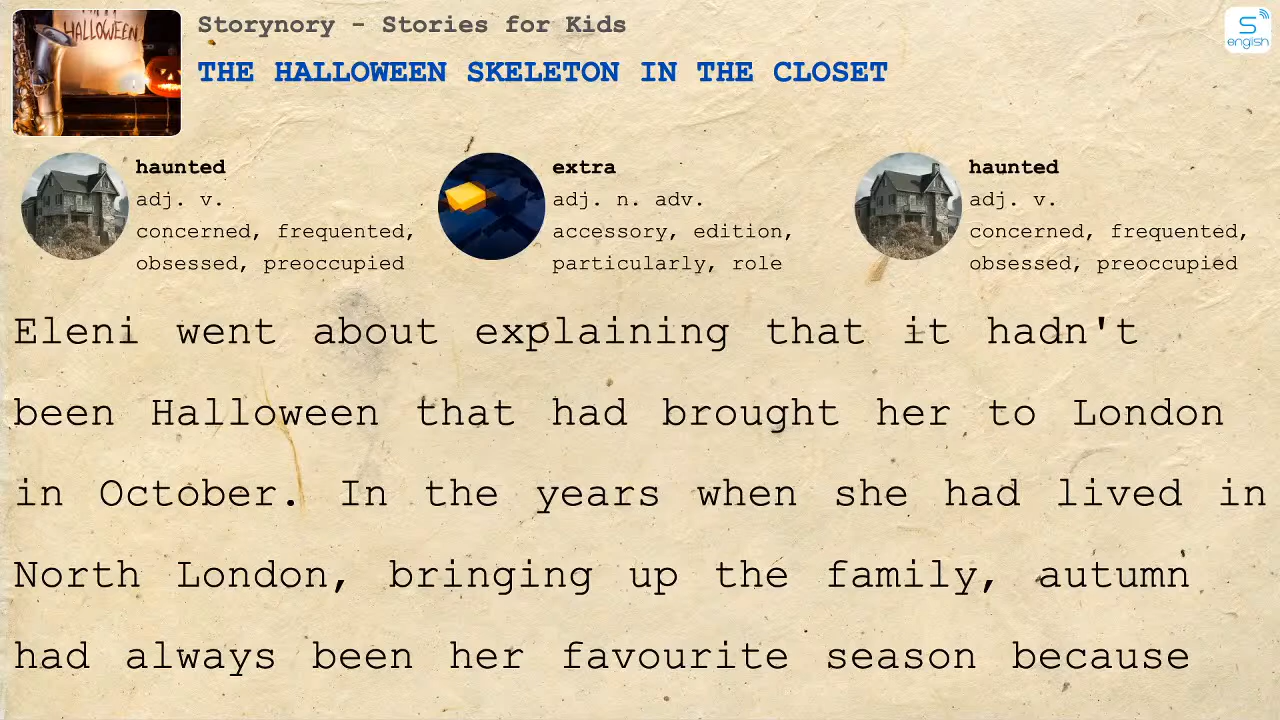 HALLOWEEN
Storynory - Stories for Kids
THE HALLOWEEN SKELETON IN THE CLOSET
S
english
haunted
adj. v.
concerned, frequented,
obsessed, preoccupied
extra
adj. n. adv.
accessory, edition,
particularly, role
haunted
adj. v.
concerned, frequented,
obsessed, preoccupied
Eleni went about explaining that it hadn't
been Halloween that had brought her to London
in October. In the years when she had lived in
North London, bringing up the family, autumn
had always been her favourite season because